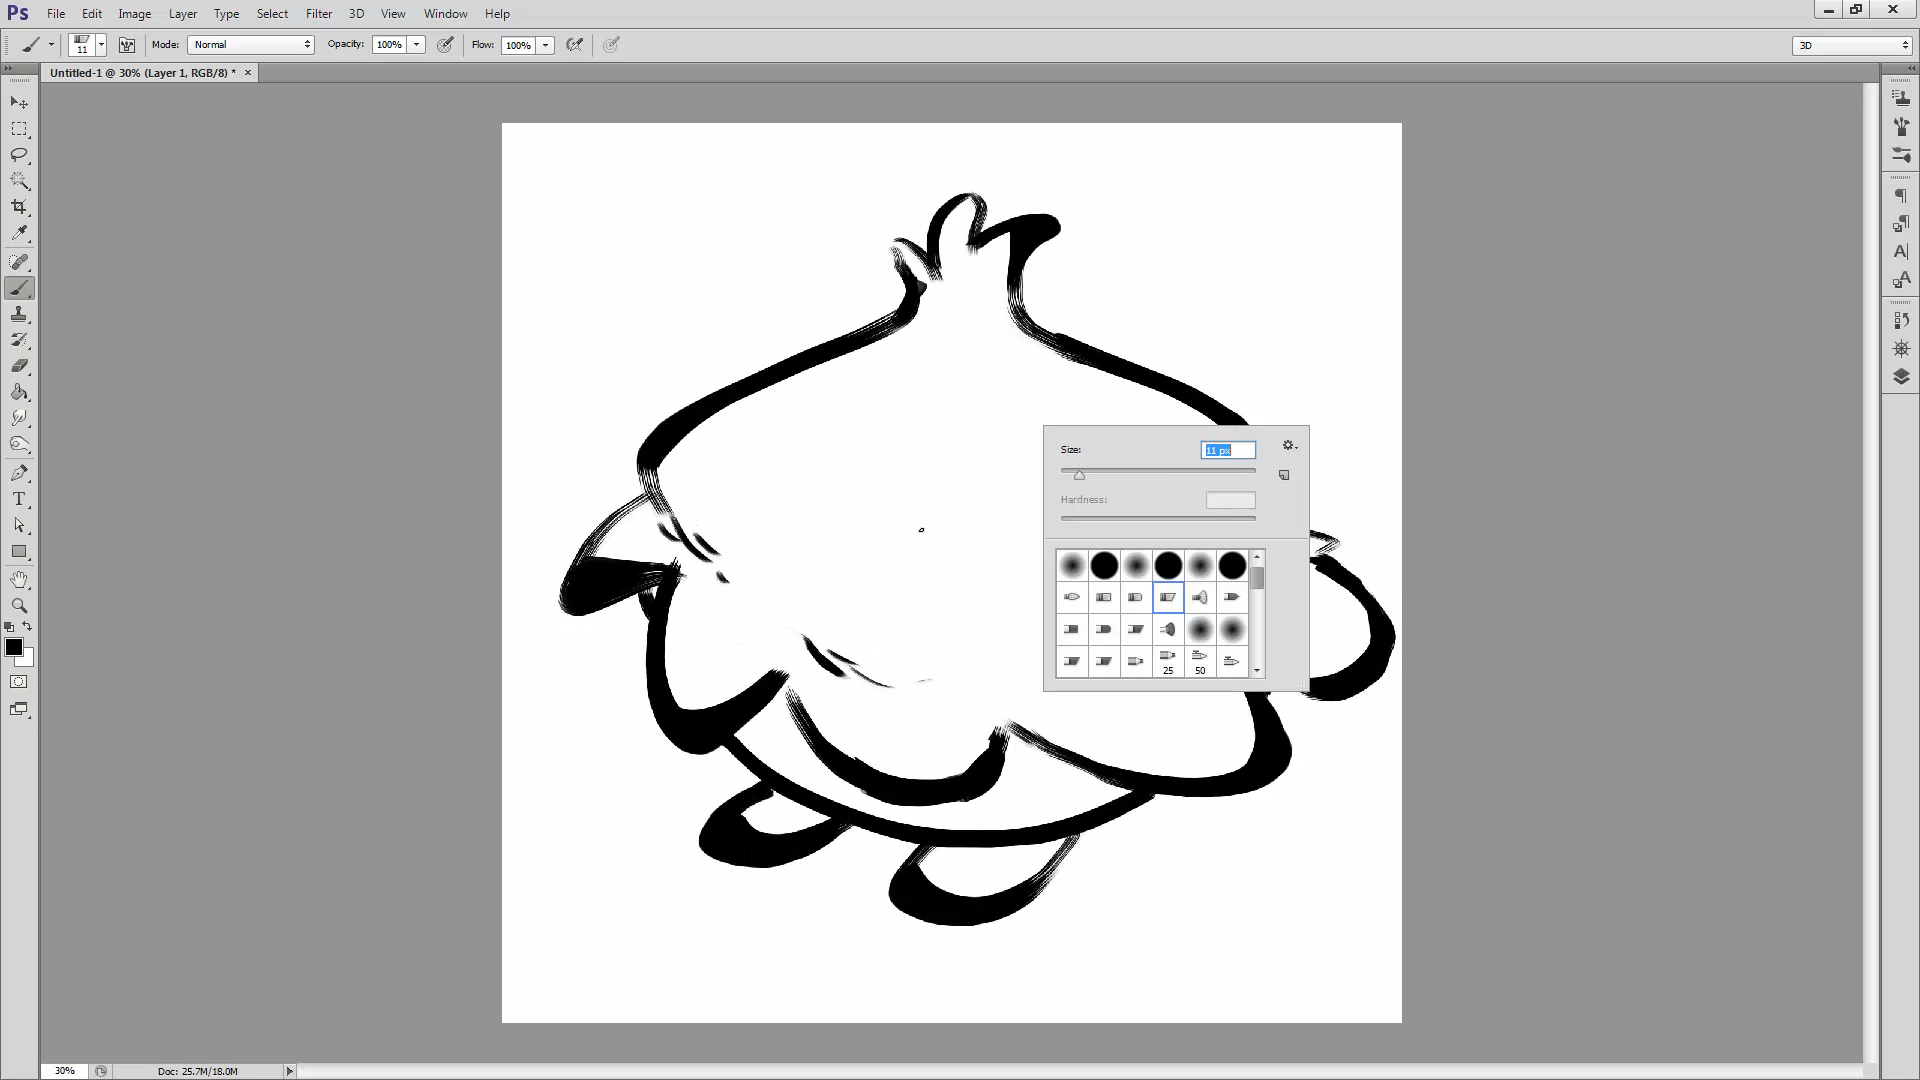 Ps File Edit Image Layer Type Select Filter 3D View Window Help
11 Mode: Normal Opacity: 100% Flow: 100% 3D
Untitled-1 @ 30% (Layer 1, RGB/8) * ×
Size: 11 px
Hardness:
25 50
30% Doc: 25.7M/18.0M